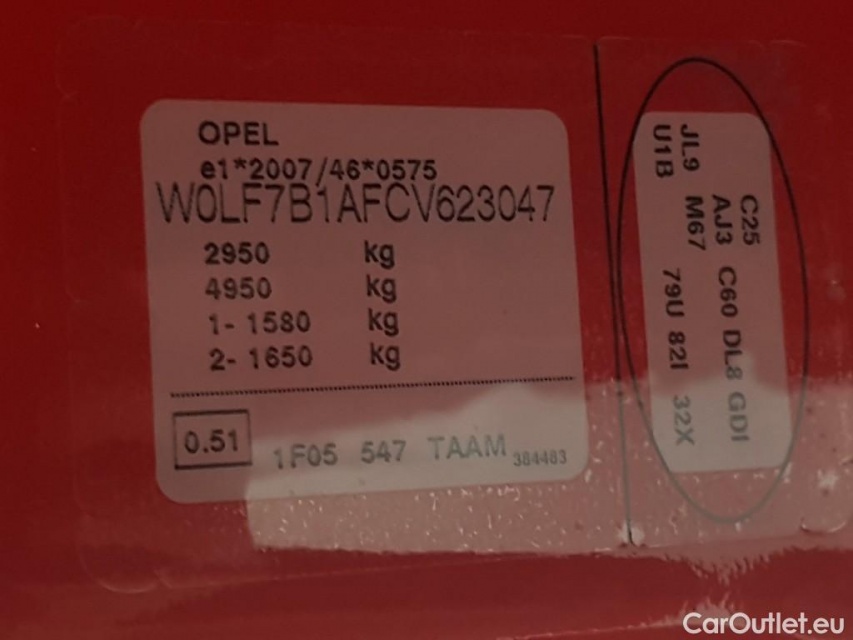 OPEL
e1*2007/46*0575
W0LF7B1AFCV623047
2950 kg
4950 kg
1- 1580 kg
2- 1650 kg
0.51
1F05 547 TAAM 384483
C25
JL9 AJ3 C60 DL8 GDI
U1B M67 79U 82I 32X
CarOutlet.eu